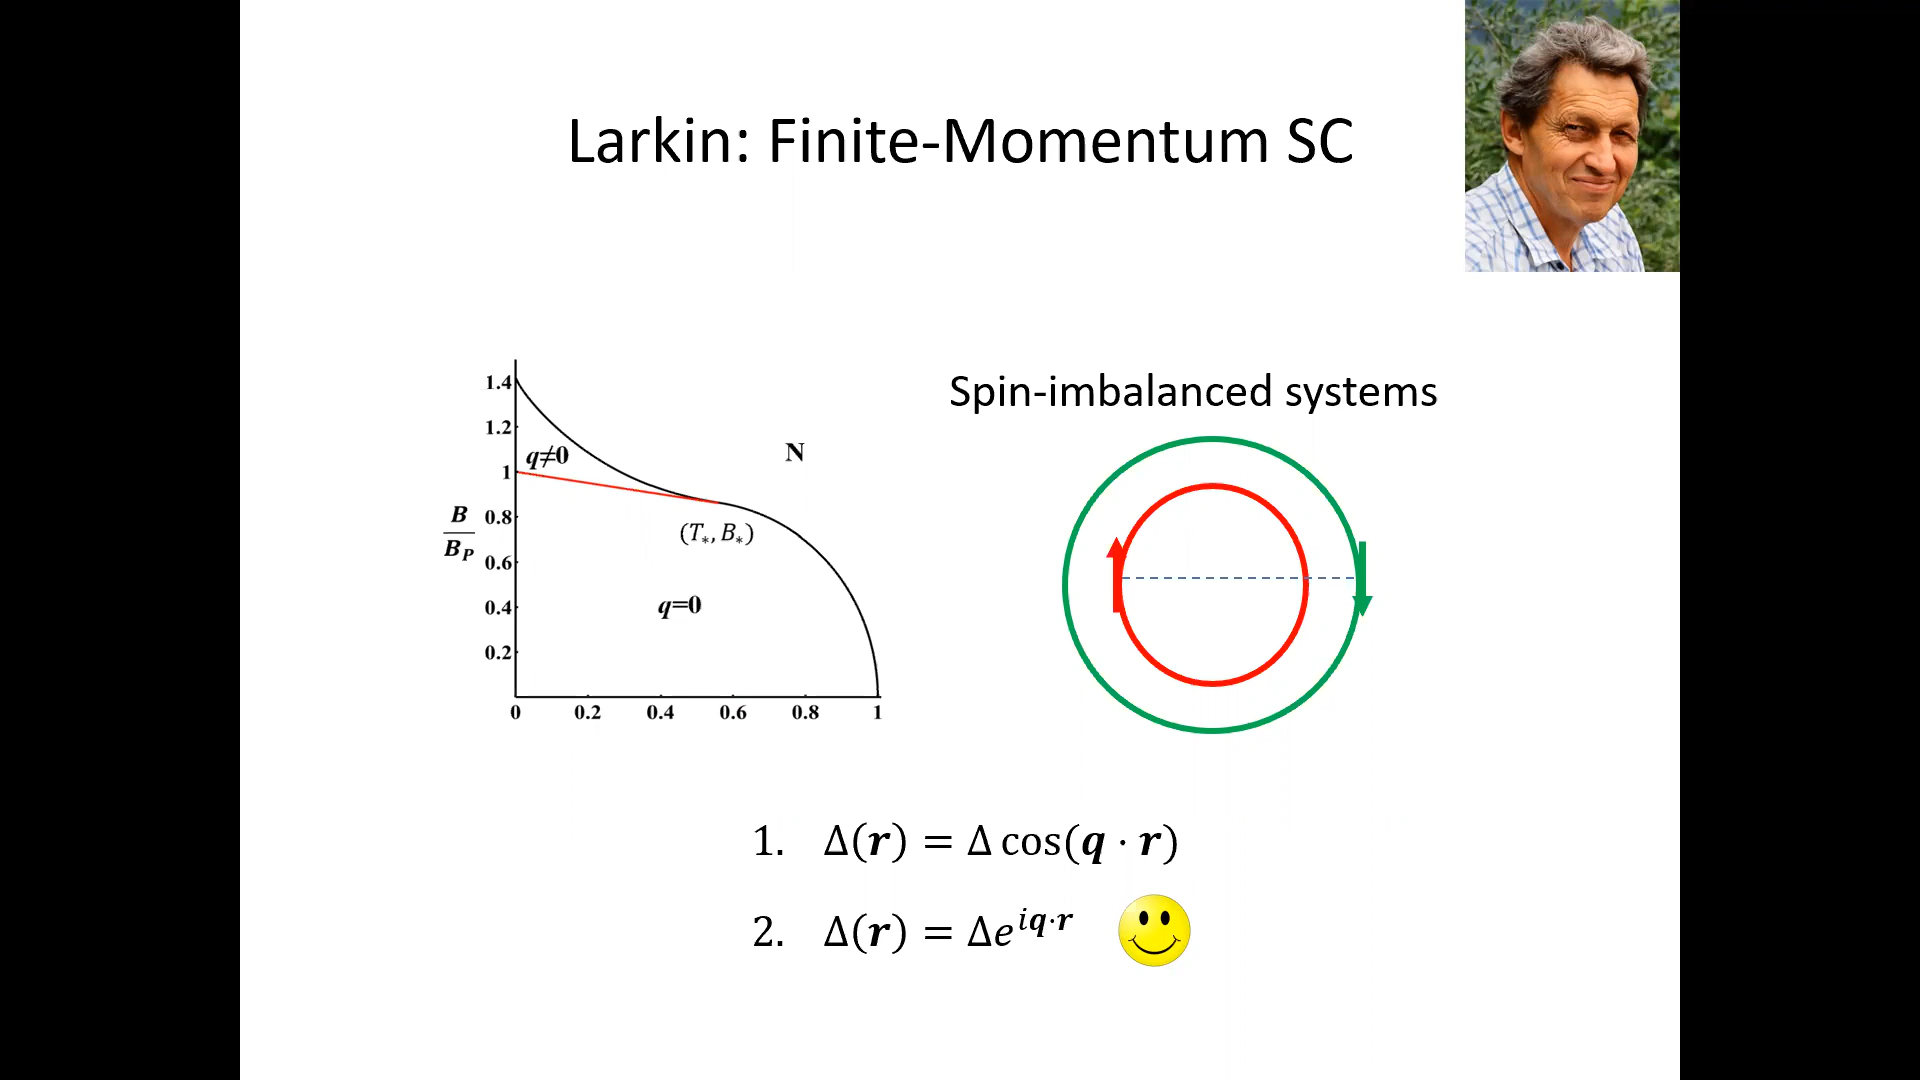 Larkin: Finite-Momentum SC
Spin-imbalanced systems
1.4
1.2
q≠0
N
1
B/B_P
0.8
(T∗, B∗)
0.6
0.4
q=0
0.2
0 0.2 0.4 0.6 0.8 1
1. Δ(r) = Δ cos(q · r)
2. Δ(r) = Δe^{iq·r}